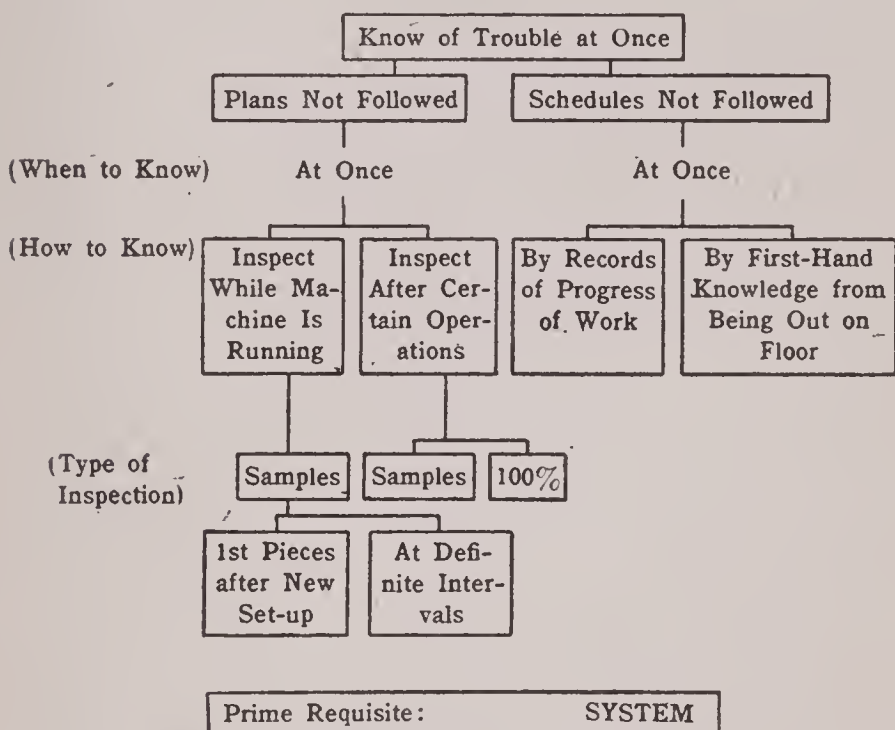 Know of Trouble at Once
Plans Not Followed
Schedules Not Followed
(When to Know)
At Once
At Once
(How to Know)
Inspect
While Ma-
chine Is
Running
Inspect
After Cer-
tain Oper-
ations
By Records
of Progress
of Work
By First-Hand
Knowledge from
Being Out on
Floor
(Type of
Inspection)
Samples
Samples
100%
1st Pieces
after New
Set-up
At Defi-
nite Inter-
vals
Prime Requisite: SYSTEM